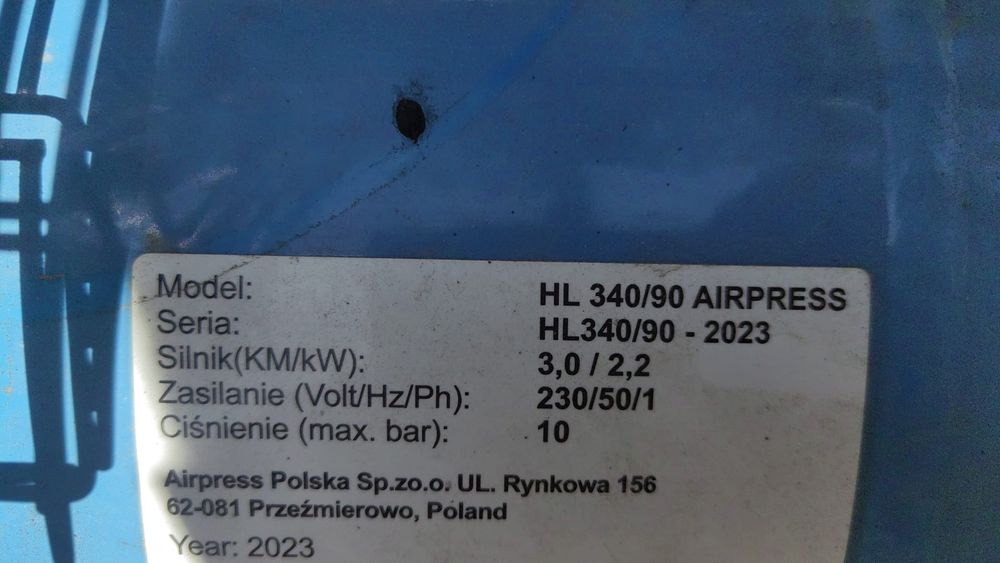 Model: HL 340/90 AIRPRESS
Seria: HL340/90 - 2023
Silnik(KM/kW): 3,0 / 2,2
Zasilanie (Volt/Hz/Ph): 230/50/1
Ciśnienie (max. bar): 10
Airpress Polska Sp.zo.o. UL. Rynkowa 156
62-081 Przeźmierowo, Poland
Year: 2023